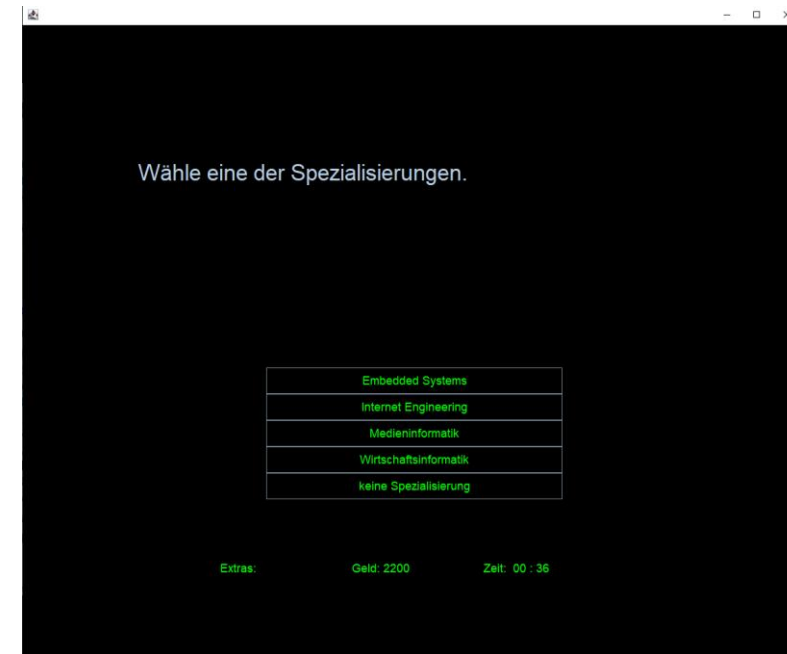 Wähle eine der Spezialisierungen.
Embedded Systems
Internet Engineering
Medieninformatik
Wirtschaftsinformatik
keine Spezialisierung
Extras: Geld: 2200 Zeit: 00 : 36